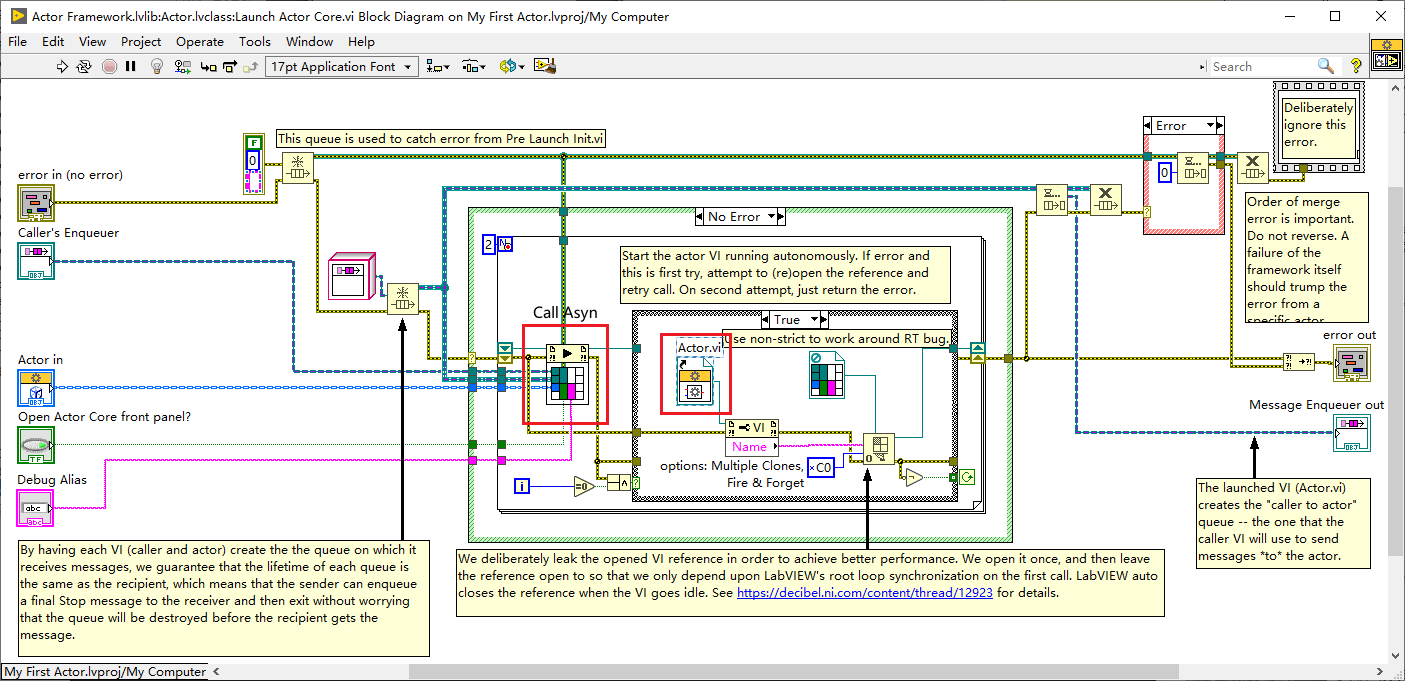 Actor Framework.lvlib:Actor.lvclass:Launch Actor Core.vi Block Diagram on My First Actor.lvproj/My Computer
File Edit View Project Operate Tools Window Help
17pt Application Font
Search
This queue is used to catch error from Pre Launch Init.vi
F
0
error in (no error)
Caller's Enqueuer
OBJ
Actor in
OBJ
Open Actor Core front panel?
TF
Debug Alias
abc
abc
No Error
2
N
Start the actor VI running autonomously. If error and
this is first try, attempt to (re)open the reference and
retry call. On second attempt, just return the error.
Call Asyn
True
Use non-strict to work around RT bug.
Actor.vi
VI
Name
options: Multiple Clones,
Fire & Forget
xC0
i
=0
Error
0
Deliberately
ignore this
error.
Order of merge
error is important.
Do not reverse. A
failure of the
framework itself
should trump the
error from a
specific actor
error out
Message Enqueuer out
OBJ
The launched VI (Actor.vi)
creates the "caller to actor"
queue -- the one that the
caller VI will use to send
messages *to* the actor.
By having each VI (caller and actor) create the the queue on which it
receives messages, we guarantee that the lifetime of each queue is
the same as the recipient, which means that the sender can enqueue
a final Stop message to the receiver and then exit without worrying
that the queue will be destroyed before the recipient gets the
message.
We deliberately leak the opened VI reference in order to achieve better performance. We open it once, and then leave
the reference open to so that we only depend upon LabVIEW's root loop synchronization on the first call. LabVIEW auto
closes the reference when the VI goes idle. See https://decibel.ni.com/content/thread/12923 for details.
My First Actor.lvproj/My Computer